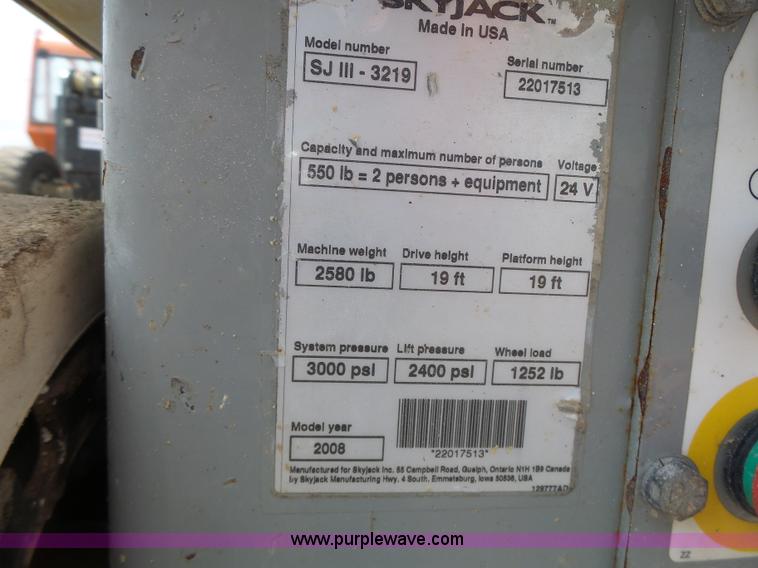 SKYJACK™
Made in USA
Model number
Serial number
SJ III - 3219
22017513
Capacity and maximum number of persons
Voltage
550 lb = 2 persons + equipment
24 V
Machine weight
Drive height
Platform height
2580 lb
19 ft
19 ft
System pressure
Lift pressure
Wheel load
3000 psi
2400 psi
1252 lb
Model year
2008
*22017513*
Manufactured for Skyjack Inc. 55 Campbell Road, Guelph, Ontario N1H 1B9 Canada
by Skyjack Manufacturing Hwy. 4 South, Emmetsburg, Iowa 50536, USA
129777AD
ZZ
www.purplewave.com